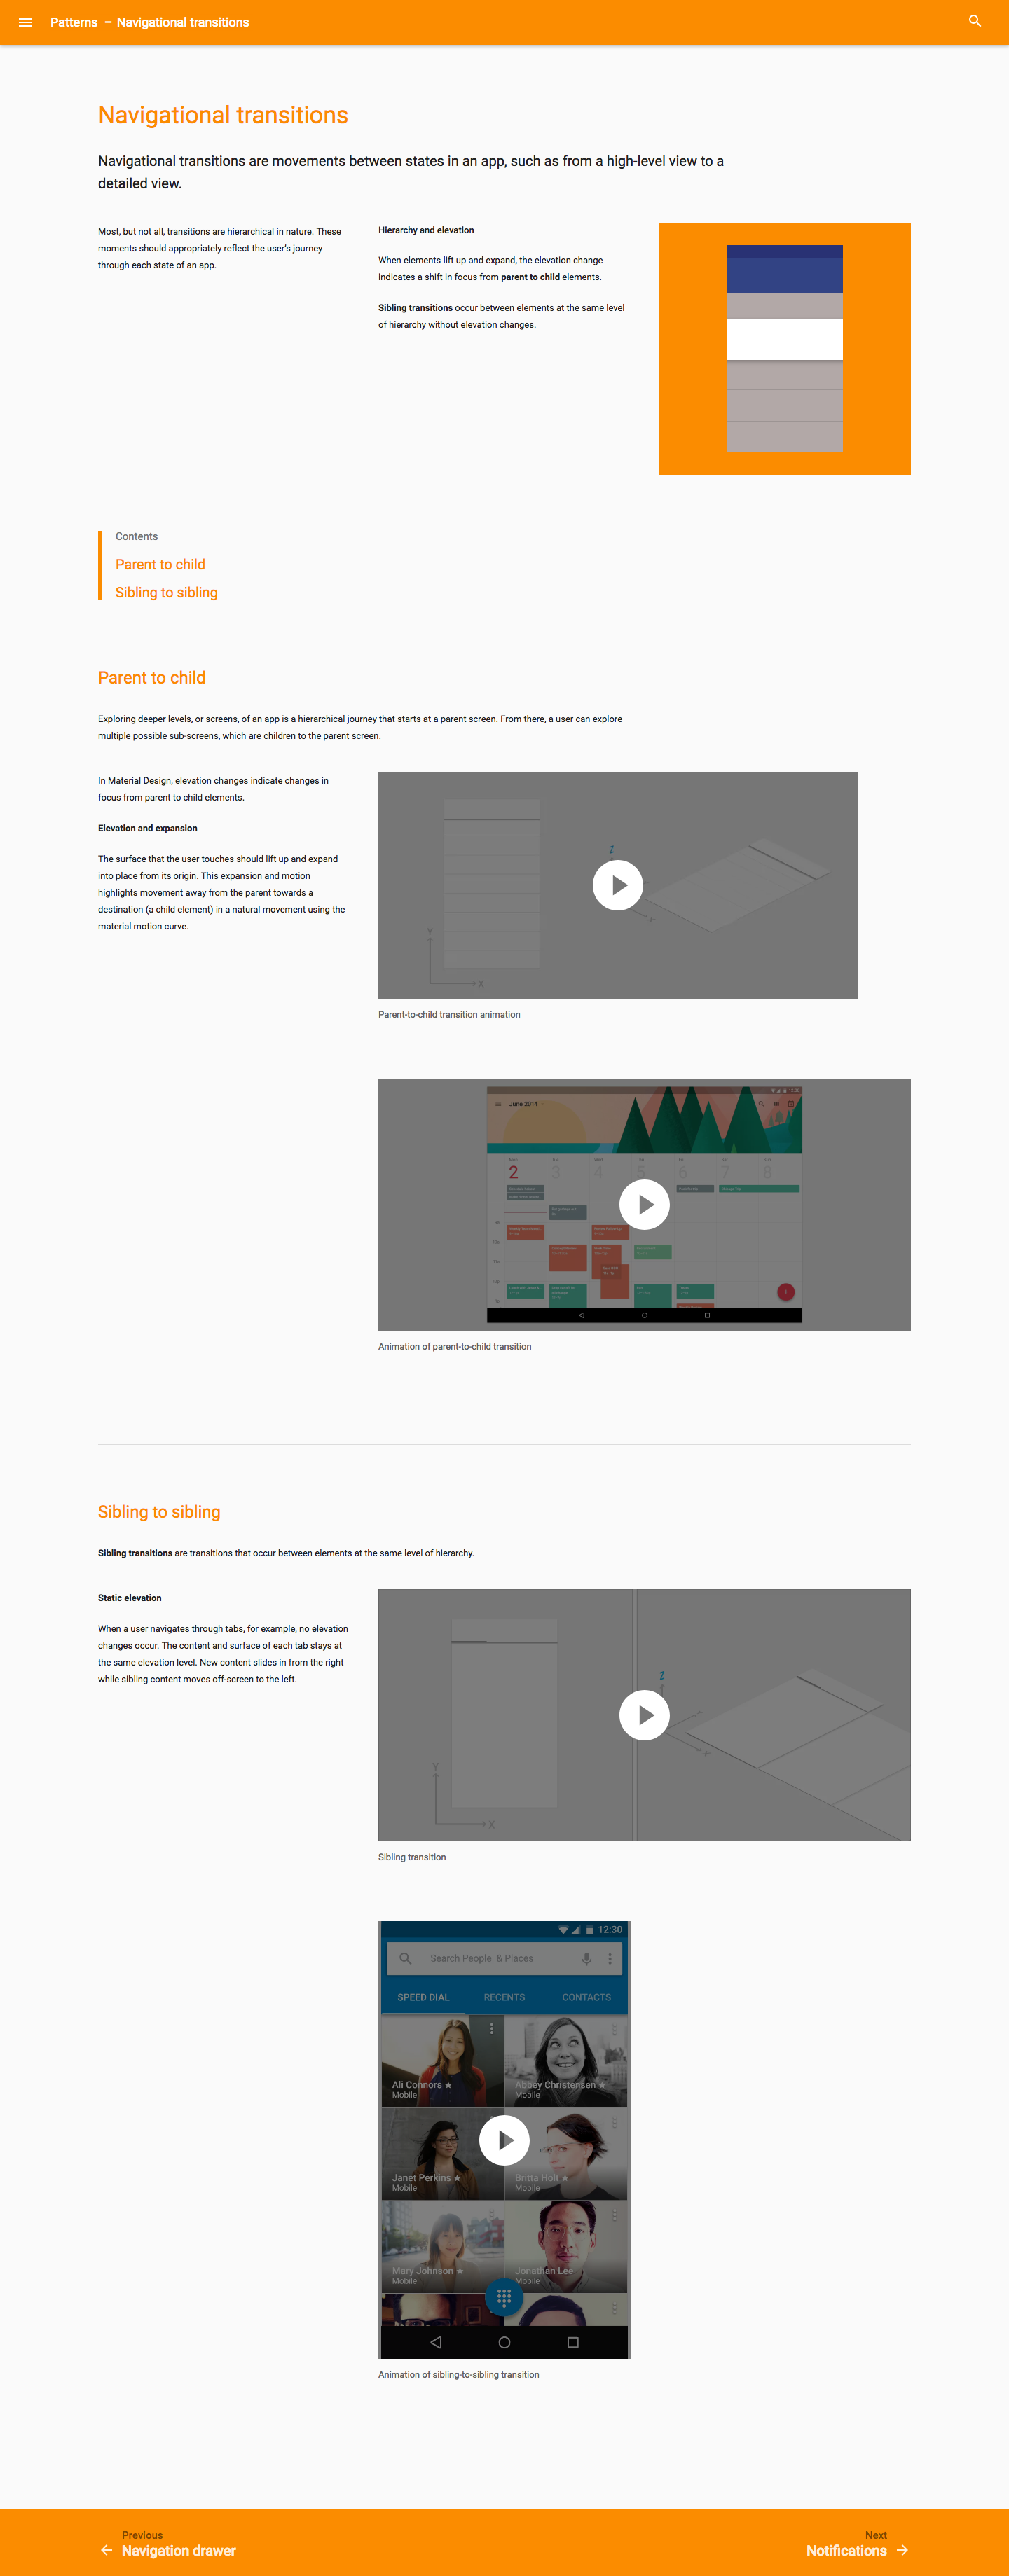 Patterns – Navigational transitions
Navigational transitions
Navigational transitions are movements between states in an app, such as from a high-level view to a
detailed view.
Most, but not all, transitions are hierarchical in nature. These
moments should appropriately reflect the user's journey
through each state of an app.
Hierarchy and elevation
When elements lift up and expand, the elevation change
indicates a shift in focus from parent to child elements.
Sibling transitions occur between elements at the same level
of hierarchy without elevation changes.
Contents
Parent to child
Sibling to sibling
Parent to child
Exploring deeper levels, or screens, of an app is a hierarchical journey that starts at a parent screen. From there, a user can explore
multiple possible sub-screens, which are children to the parent screen.
In Material Design, elevation changes indicate changes in
focus from parent to child elements.
Elevation and expansion
The surface that the user touches should lift up and expand
into place from its origin. This expansion and motion
highlights movement away from the parent towards a
destination (a child element) in a natural movement using the
material motion curve.
Z
Y
X
X
Parent-to-child transition animation
12:30
June 2014
Mon Tue Wed Thu Fri Sat Sun
2 3 4 5 6 7 8
Animation of parent-to-child transition
Sibling to sibling
Sibling transitions are transitions that occur between elements at the same level of hierarchy.
Static elevation
When a user navigates through tabs, for example, no elevation
changes occur. The content and surface of each tab stays at
the same elevation level. New content slides in from the right
while sibling content moves off-screen to the left.
Z
Y
X
X
Sibling transition
12:30
Search People & Places
SPEED DIAL RECENTS CONTACTS
Ali Connors
Mobile
Abbey Christensen
Mobile
Janet Perkins
Mobile
Britta Holt
Mobile
Mary Johnson
Mobile
Jonathan Lee
Mobile
Animation of sibling-to-sibling transition
Previous
Navigation drawer
Next
Notifications